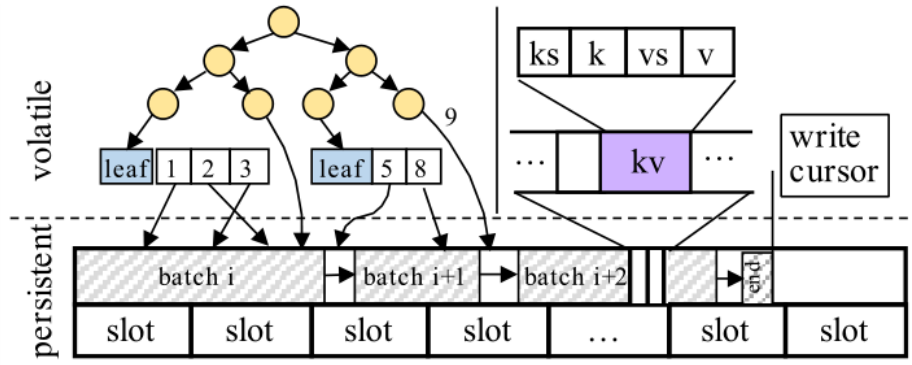 volatile
9
leaf 1 2 3
leaf 5 8
ks k vs v
... kv ...
write
cursor
persistent
batch i
batch i+1
batch i+2
end
slot slot slot slot ... slot slot